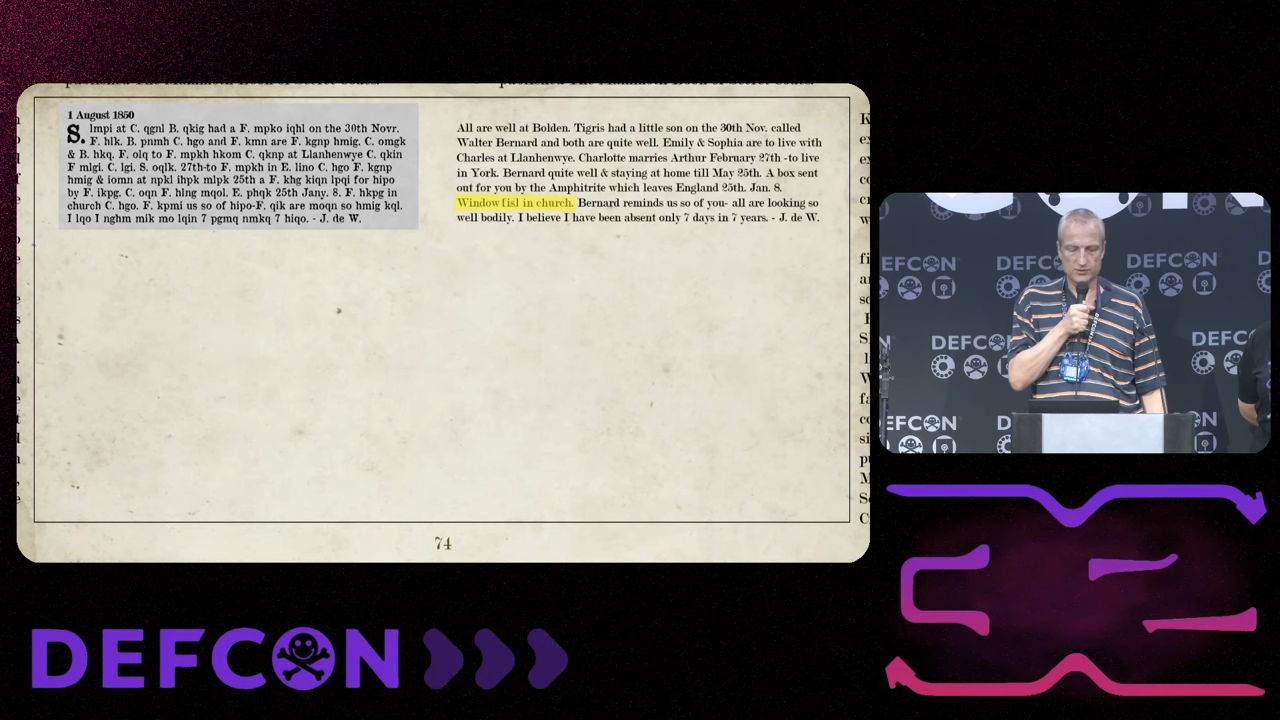 1 August 1850
S. lmpi at C. qgnl B. qkig had a F. mpko iqhl on the 30th Novr.
F. hlk. B. pnmh C. hgo and F. kmn are F. kgnp hmig. C. omgk
& B. hkq. F. olq to F. mpkh hkom C. qknp at Llanhenwye C. qkin
F mlgi. C. lgi. S. oqlk. 27th-to F. mpkh in E. lino C. hgo F. kgnp
hmig & iomn at npkl ihpk mlpk 25th a F. khg kiqn lpqi for hipo
by F. ikpg. C. oqn F. hlng mqol. E. phqk 25th Jany. 8. F. hkpg in
church C. hgo. F. kpmi us so of hipo-F. qik are moqn so hmig kql.
I lqo I nghm mik mo lqin 7 pgmq nmkq 7 hiqo. - J. de W.
All are well at Bolden. Tigris had a little son on the 30th Nov. called
Walter Bernard and both are quite well. Emily & Sophia are to live with
Charles at Llanhenwye. Charlotte marries Arthur February 27th -to live
in York. Bernard quite well & staying at home till May 25th. A box sent
out for you by the Amphitrite which leaves England 25th. Jan. 8.
Window [is] in church. Bernard reminds us so of you- all are looking so
well bodily. I believe I have been absent only 7 days in 7 years. - J. de W.
74
DEFCON
DEFCON
DEFCON
DEFCON
DEFCON
DEFCON
DEFCON